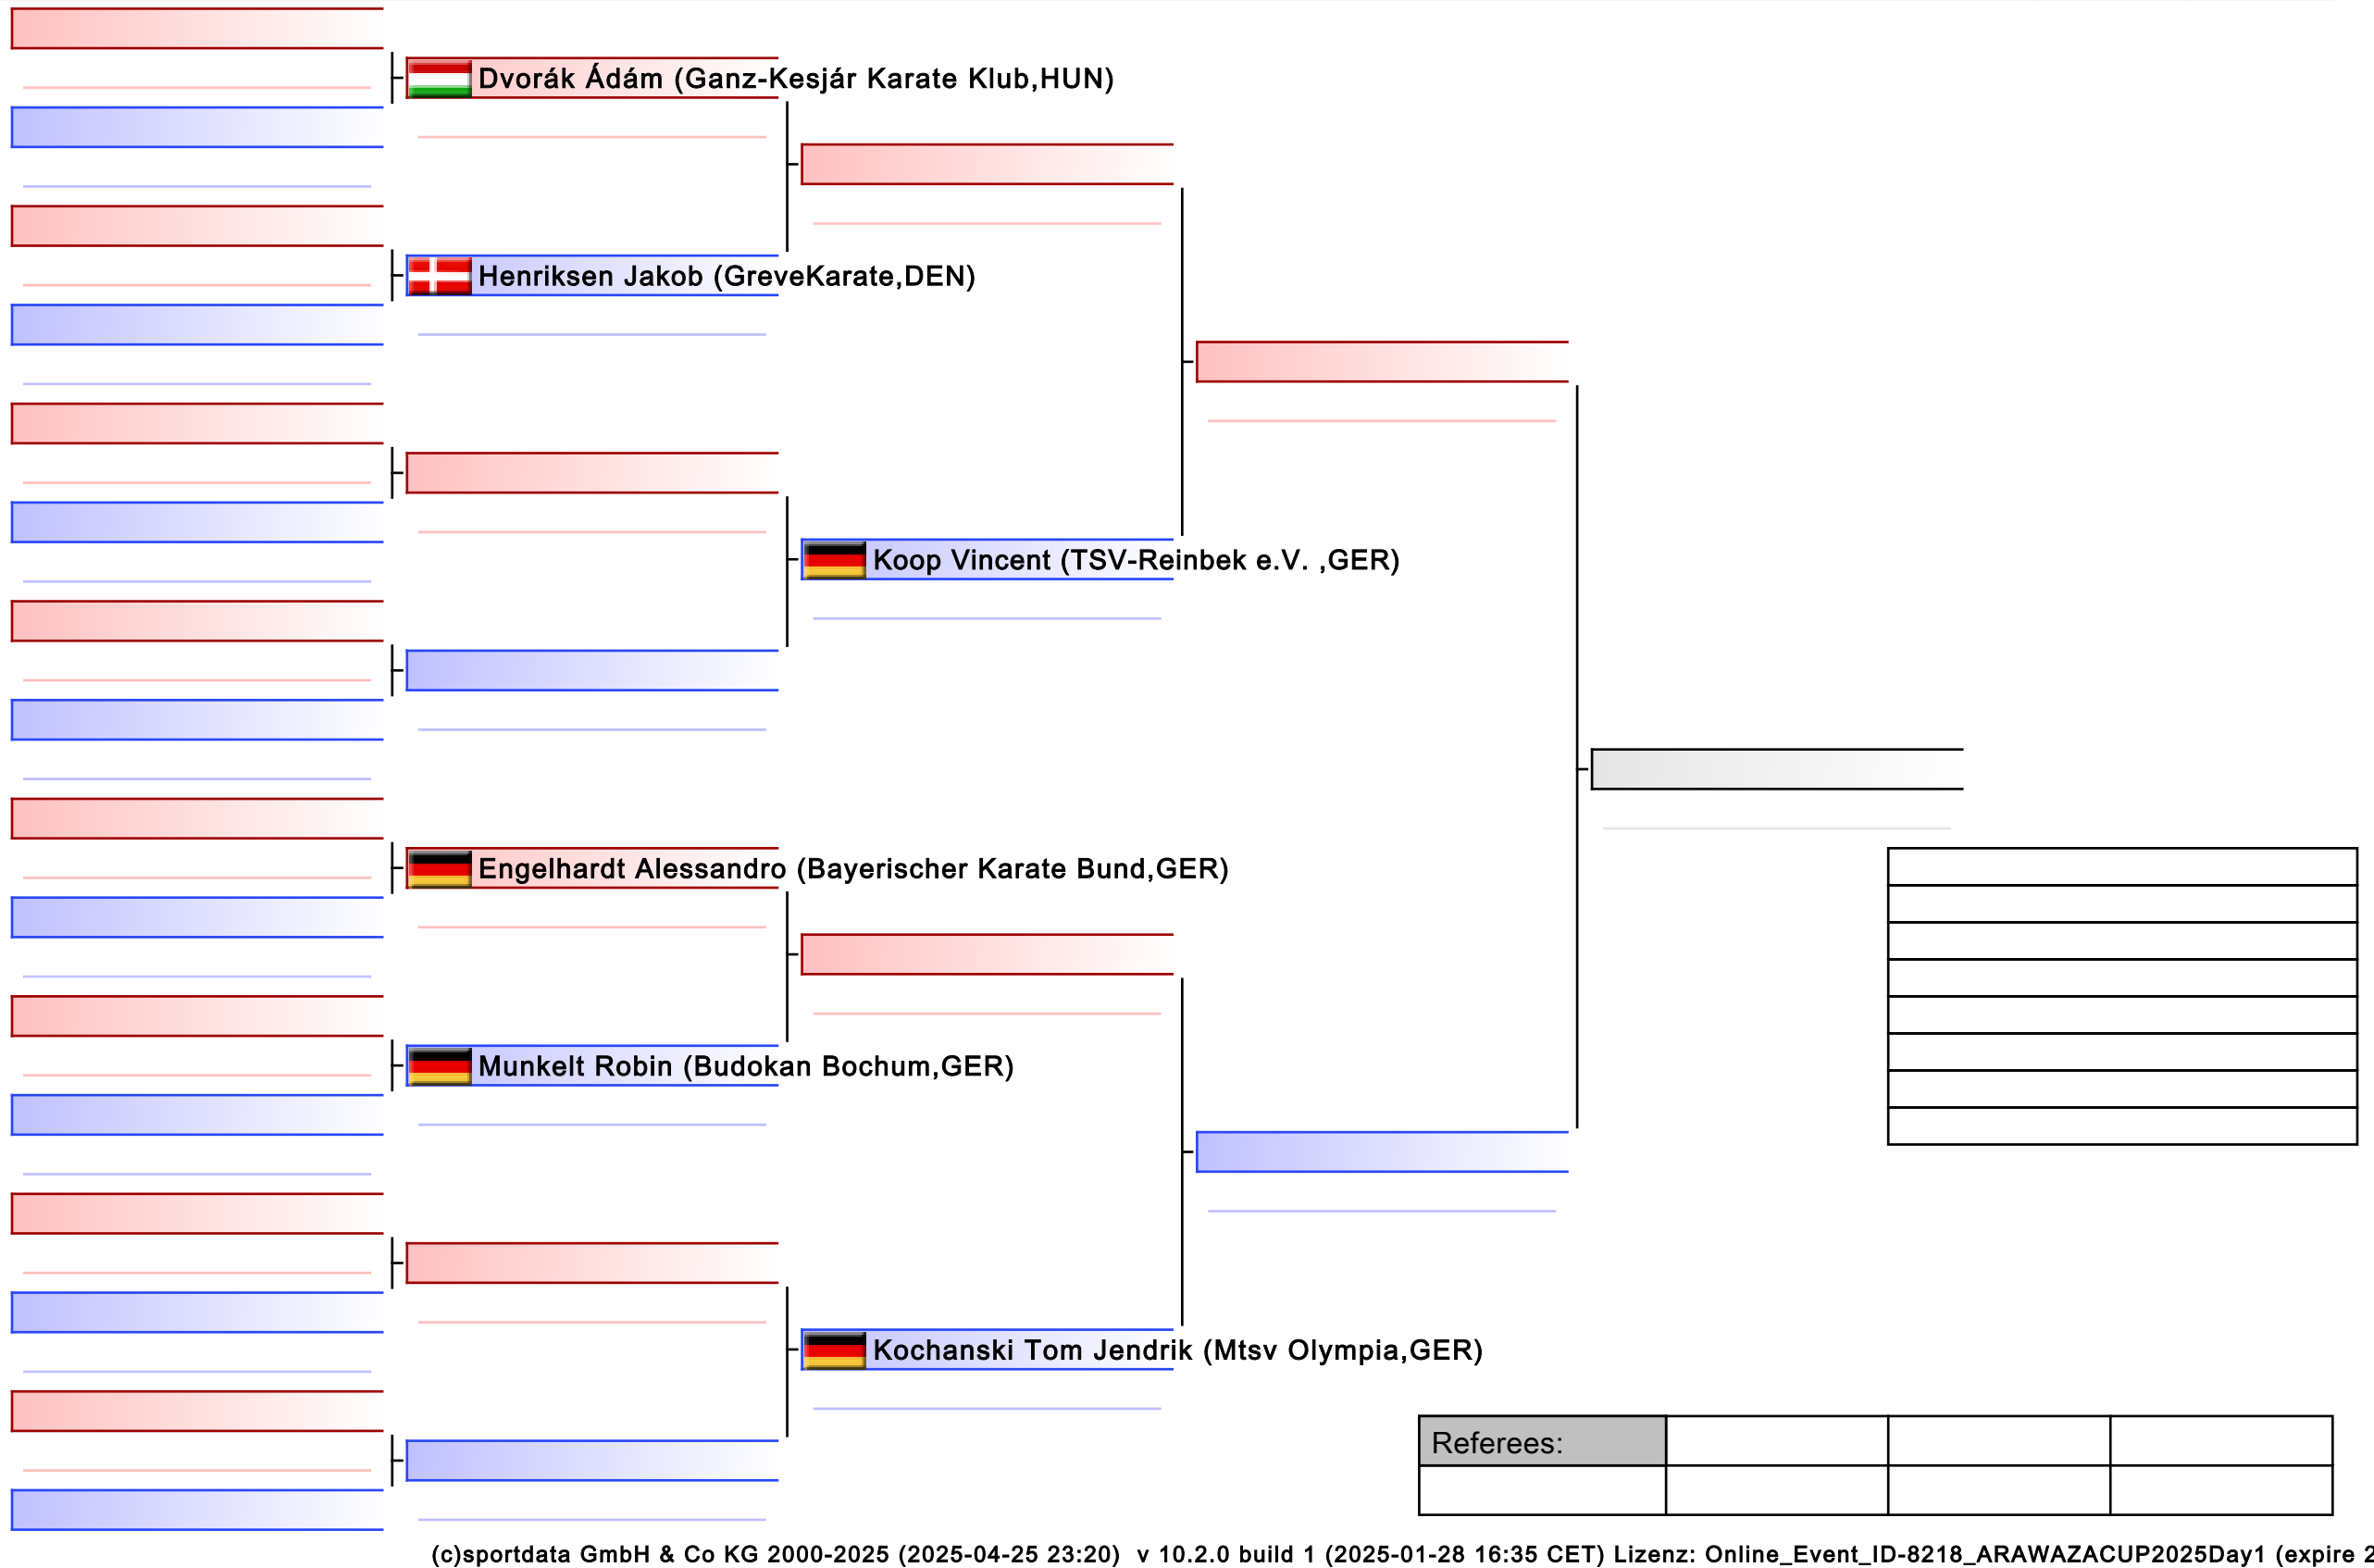 Dvorák Ádám (Ganz-Kesjár Karate Klub,HUN)
Henriksen Jakob (GreveKarate,DEN)
Koop Vincent (TSV-Reinbek e.V. ,GER)
Engelhardt Alessandro (Bayerischer Karate Bund,GER)
Munkelt Robin (Budokan Bochum,GER)
Kochanski Tom Jendrik (Mtsv Olympia,GER)
Referees:
(c)sportdata GmbH & Co KG 2000-2025 (2025-04-25 23:20) v 10.2.0 build 1 (2025-01-28 16:35 CET) Lizenz: Online_Event_ID-8218_ARAWAZACUP2025Day1 (expire